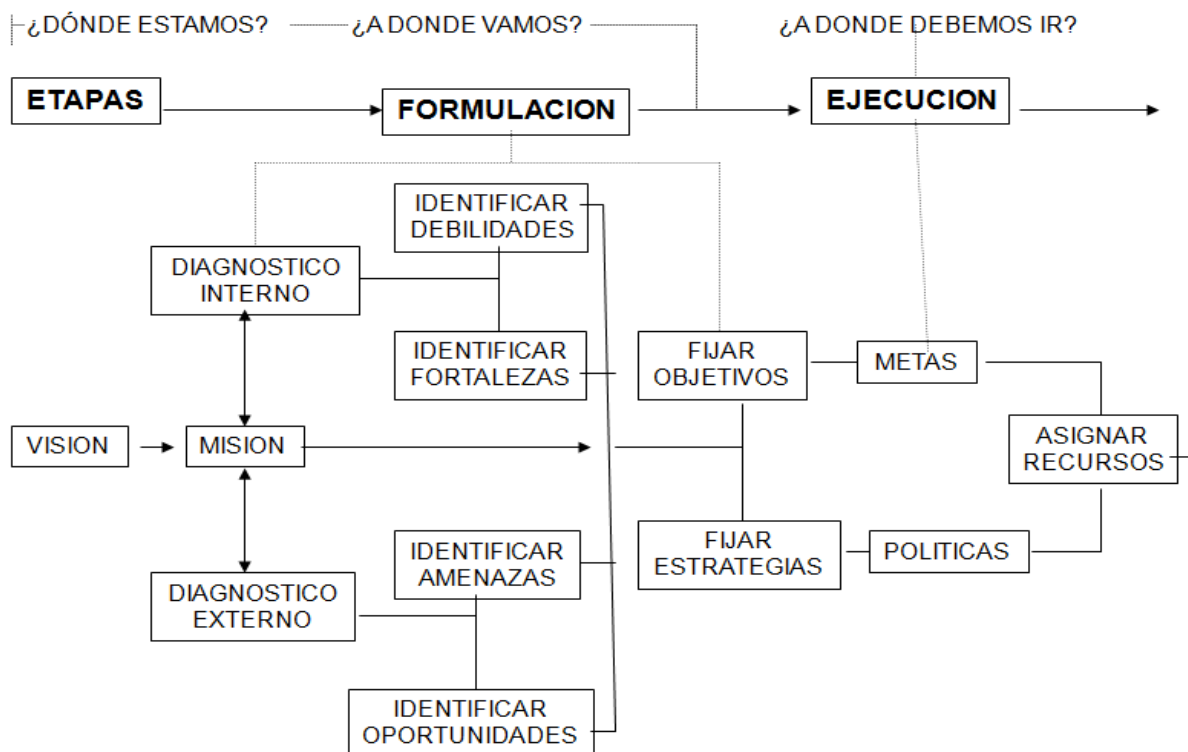 ¿DÓNDE ESTAMOS?
¿A DONDE VAMOS?
¿A DONDE DEBEMOS IR?
ETAPAS
FORMULACION
EJECUCION
IDENTIFICAR
DEBILIDADES
DIAGNOSTICO
INTERNO
IDENTIFICAR
FORTALEZAS
FIJAR
OBJETIVOS
METAS
VISION
MISION
ASIGNAR
RECURSOS
IDENTIFICAR
AMENAZAS
FIJAR
ESTRATEGIAS
POLITICAS
DIAGNOSTICO
EXTERNO
IDENTIFICAR
OPORTUNIDADES